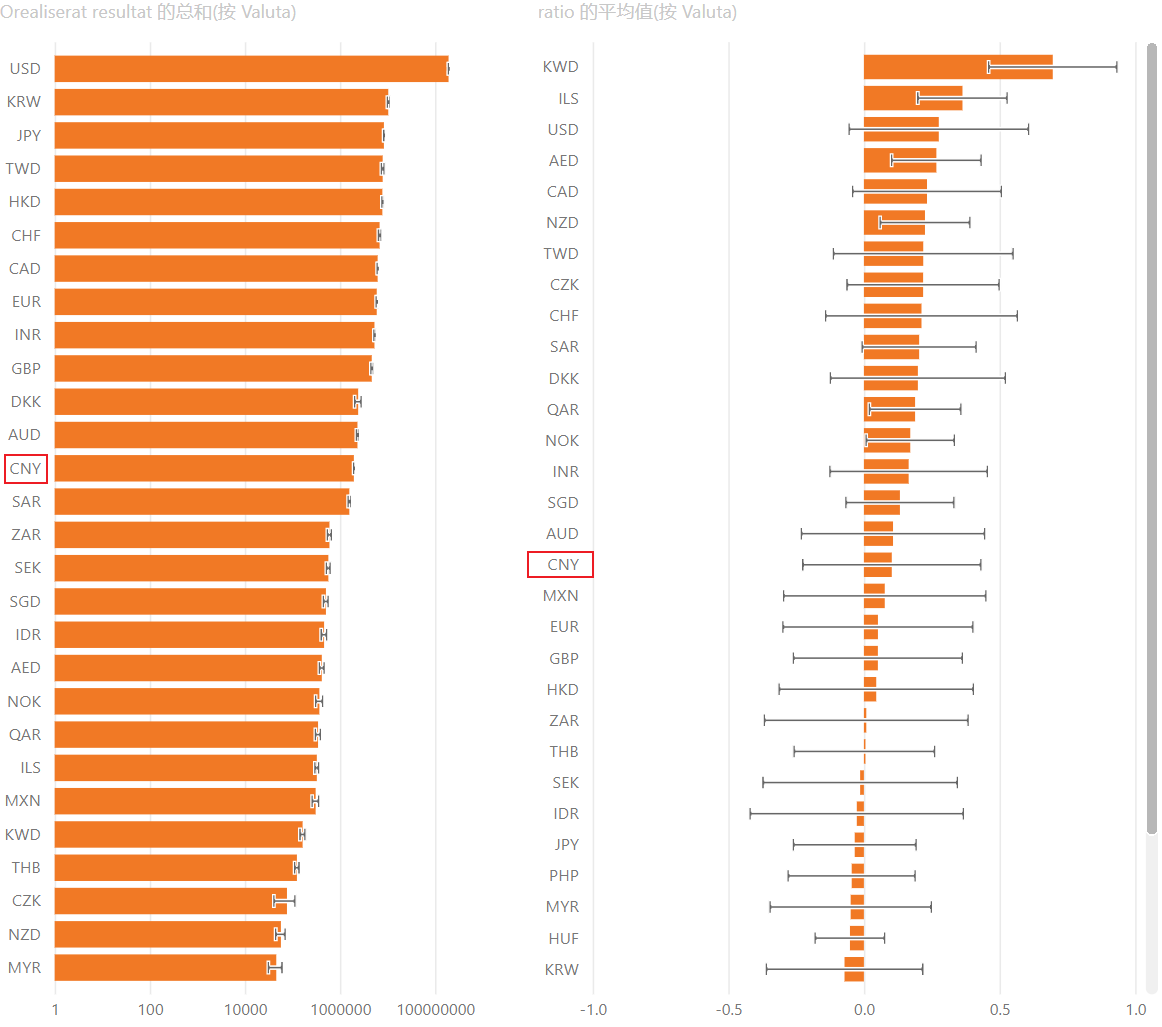 Orealiserat resultat 的总和(按 Valuta)
USD
KRW
JPY
TWD
HKD
CHF
CAD
EUR
INR
GBP
DKK
AUD
CNY
SAR
ZAR
SEK
SGD
IDR
AED
NOK
QAR
ILS
MXN
KWD
THB
CZK
NZD
MYR
1 100 10000 1000000 100000000
ratio 的平均值(按 Valuta)
KWD
ILS
USD
AED
CAD
NZD
TWD
CZK
CHF
SAR
DKK
QAR
NOK
INR
SGD
AUD
CNY
MXN
EUR
GBP
HKD
ZAR
THB
SEK
IDR
JPY
PHP
MYR
HUF
KRW
-1.0 -0.5 0.0 0.5 1.0